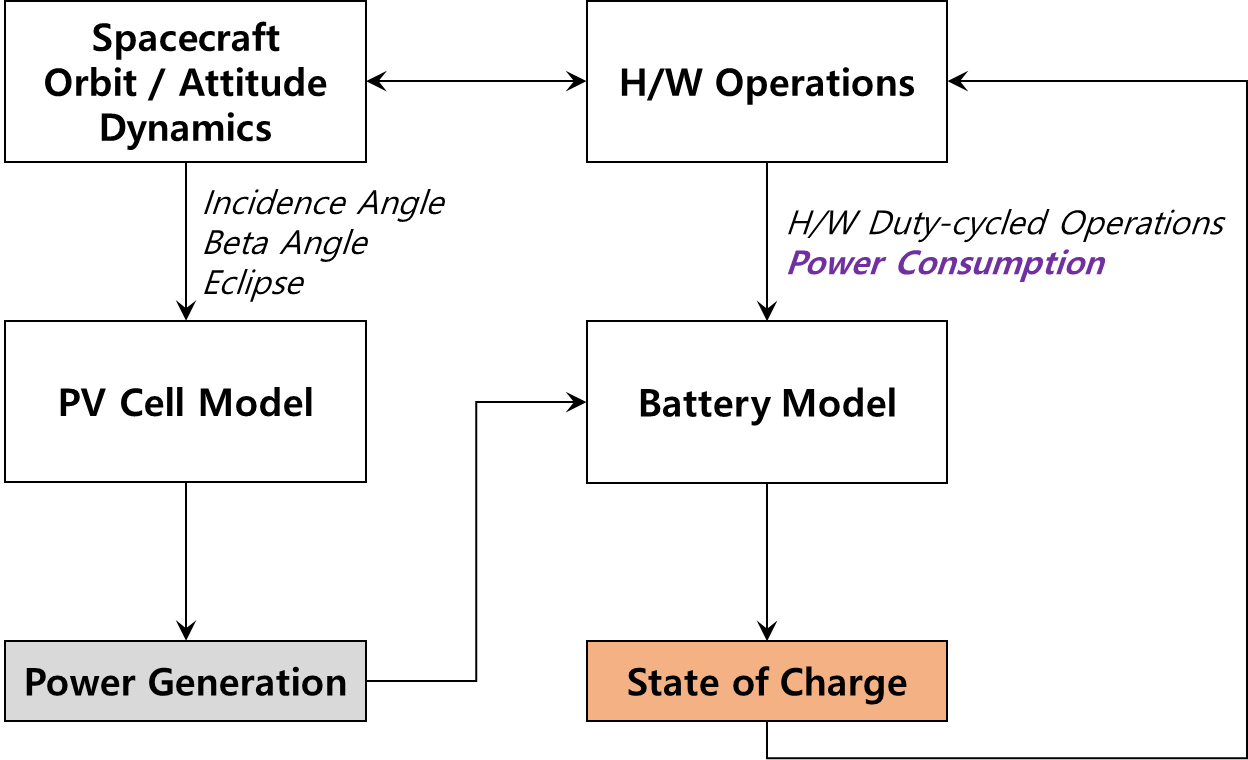 Spacecraft
Orbit / Attitude
Dynamics
H/W Operations
Incidence Angle
Beta Angle
Eclipse
H/W Duty-cycled Operations
Power Consumption
PV Cell Model
Battery Model
Power Generation
State of Charge